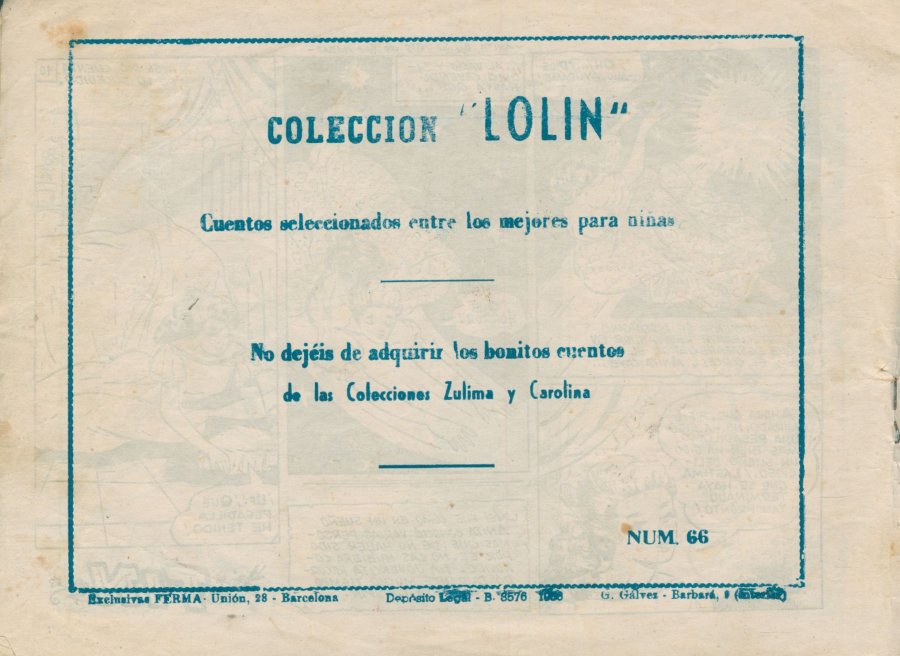 COLECCION "LOLIN"
Cuentos seleccionados entre los mejores para niñas
No dejéis de adquirir los bonitos cuentos
de las Colecciones Zulima y Carolina
NUM. 66
Exclusivas FERMA - Unión, 28 - Barcelona Depósito Legal - B. 8576 G. Gálvez - Barbará, 9 (interior)